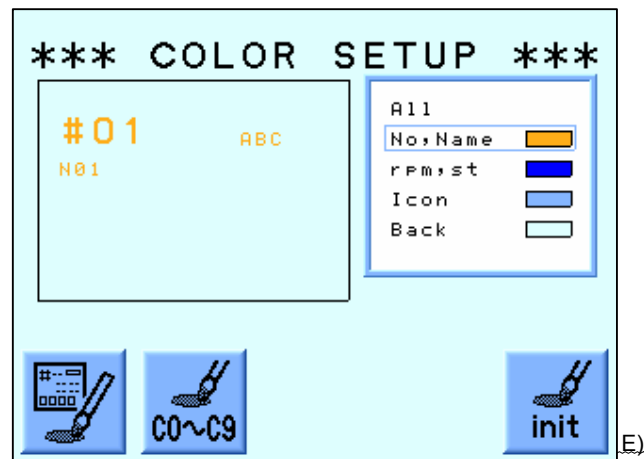 *** COLOR SETUP ***
#01 ABC
N01
All
No,Name
rpm,st
Icon
Back
C0~C9
init
E)